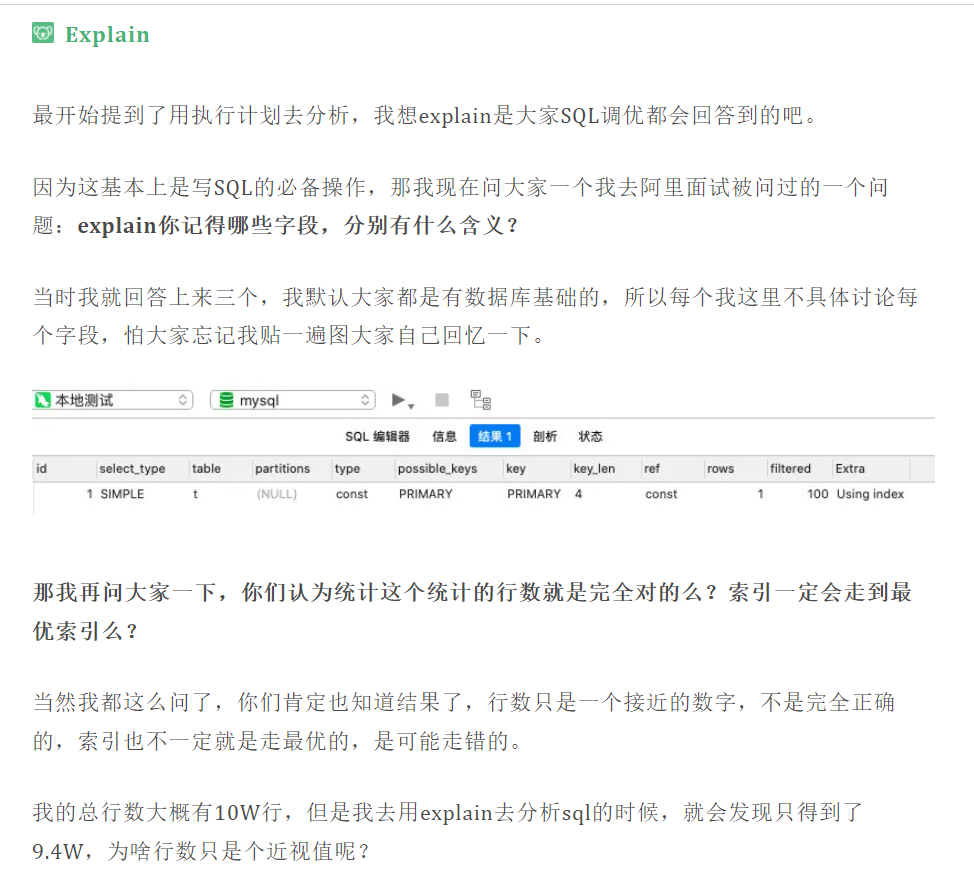 Explain
最开始提到了用执行计划去分析，我想explain是大家SQL调优都会回答到的吧。
因为这基本上是写SQL的必备操作，那我现在问大家一个我去阿里面试被问过的一个问
题：explain你记得哪些字段，分别有什么含义？
当时我就回答上来三个，我默认大家都是有数据库基础的，所以每个我这里不具体讨论每
个字段，怕大家忘记我贴一遍图大家自己回忆一下。
本地测试 mysql
SQL 编辑器 信息 结果 1 剖析 状态
id select_type table partitions type possible_keys key key_len ref rows filtered Extra
1 SIMPLE t (NULL) const PRIMARY PRIMARY 4 const 1 100 Using index
那我再问大家一下，你们认为统计这个统计的行数就是完全对的么？索引一定会走到最
优索引么？
当然我都这么问了，你们肯定也知道结果了，行数只是一个接近的数字，不是完全正确
的，索引也不一定就是走最优的，是可能走错的。
我的总行数大概有10W行，但是我去用explain去分析sql的时候，就会发现只得到了
9.4W，为啥行数只是个近视值呢？